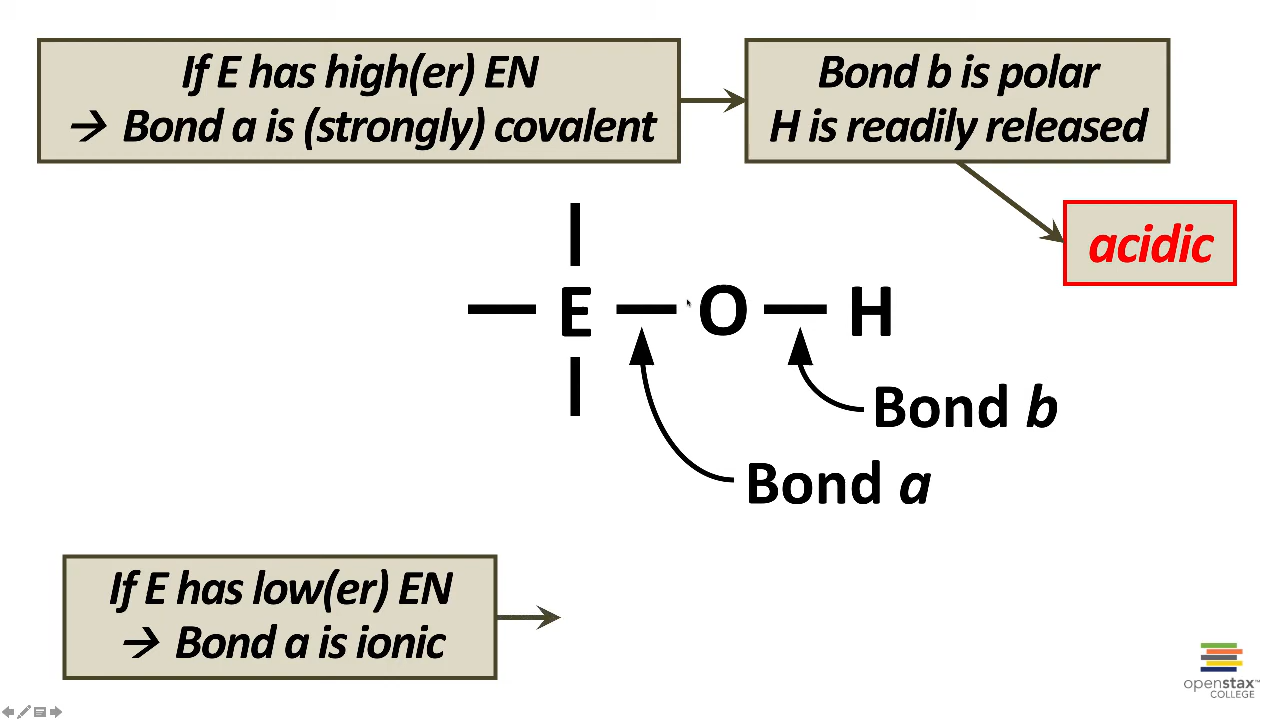 If E has high(er) EN
→ Bond a is (strongly) covalent
Bond b is polar
H is readily released
acidic
E — O — H
Bond b
Bond a
If E has low(er) EN
→ Bond a is ionic
openstax™
COLLEGE